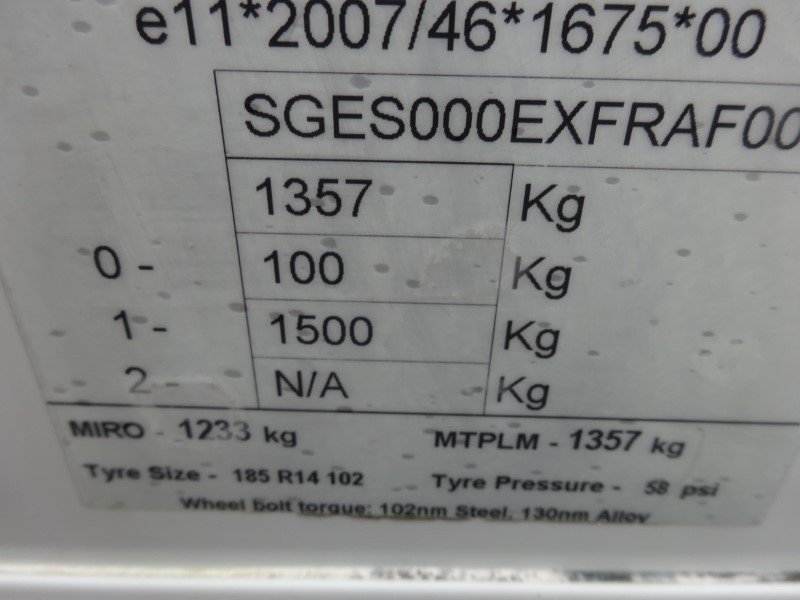 e11*2007/46*1675*00
SGES000EXFRAF00
1357 Kg
0- 100 Kg
1- 1500 Kg
2- N/A Kg
MIRO - 1233 kg MTPLM - 1357 kg
Tyre Size - 185 R14 102 Tyre Pressure - 58 psi
Wheel bolt torque: 102nm Steel, 130nm Alloy